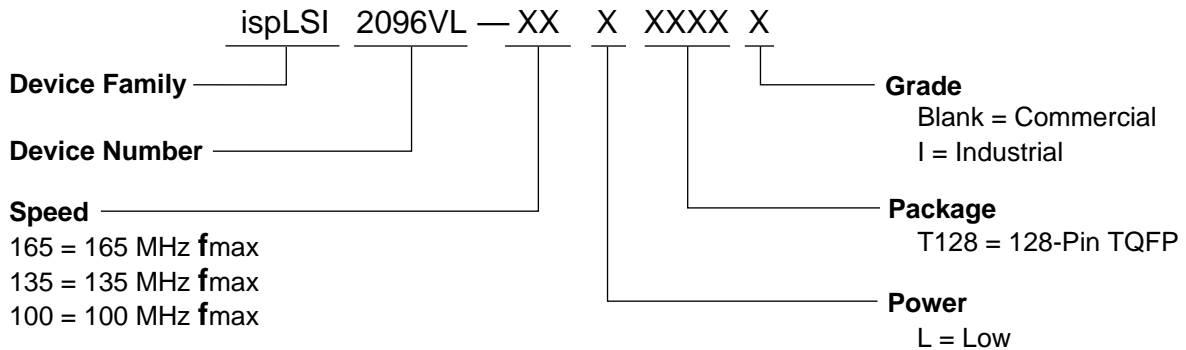 ispLSI 2096VL — XX X XXXX X
Device Family
Device Number
Speed
165 = 165 MHz fmax
135 = 135 MHz fmax
100 = 100 MHz fmax
Grade
Blank = Commercial
I = Industrial
Package
T128 = 128-Pin TQFP
Power
L = Low